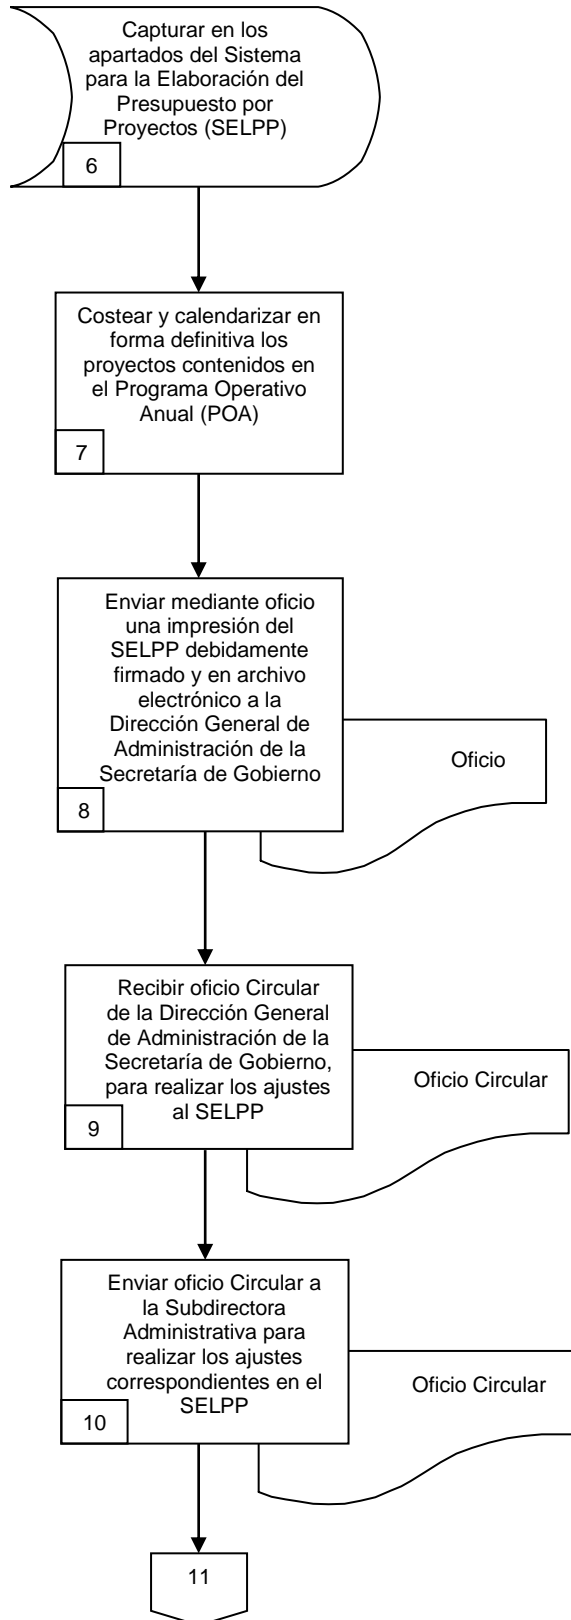 Capturar en los
apartados del Sistema
para la Elaboración del
Presupuesto por
Proyectos (SELPP)
6
Costear y calendarizar en
forma definitiva los
proyectos contenidos en
el Programa Operativo
Anual (POA)
7
Enviar mediante oficio
una impresión del
SELPP debidamente
firmado y en archivo
electrónico a la
Dirección General de
Administración de la
Secretaría de Gobierno
8
Oficio
Recibir oficio Circular
de la Dirección General
de Administración de la
Secretaría de Gobierno,
para realizar los ajustes
al SELPP
9
Oficio Circular
Enviar oficio Circular a
la Subdirectora
Administrativa para
realizar los ajustes
correspondientes en el
SELPP
10
Oficio Circular
11